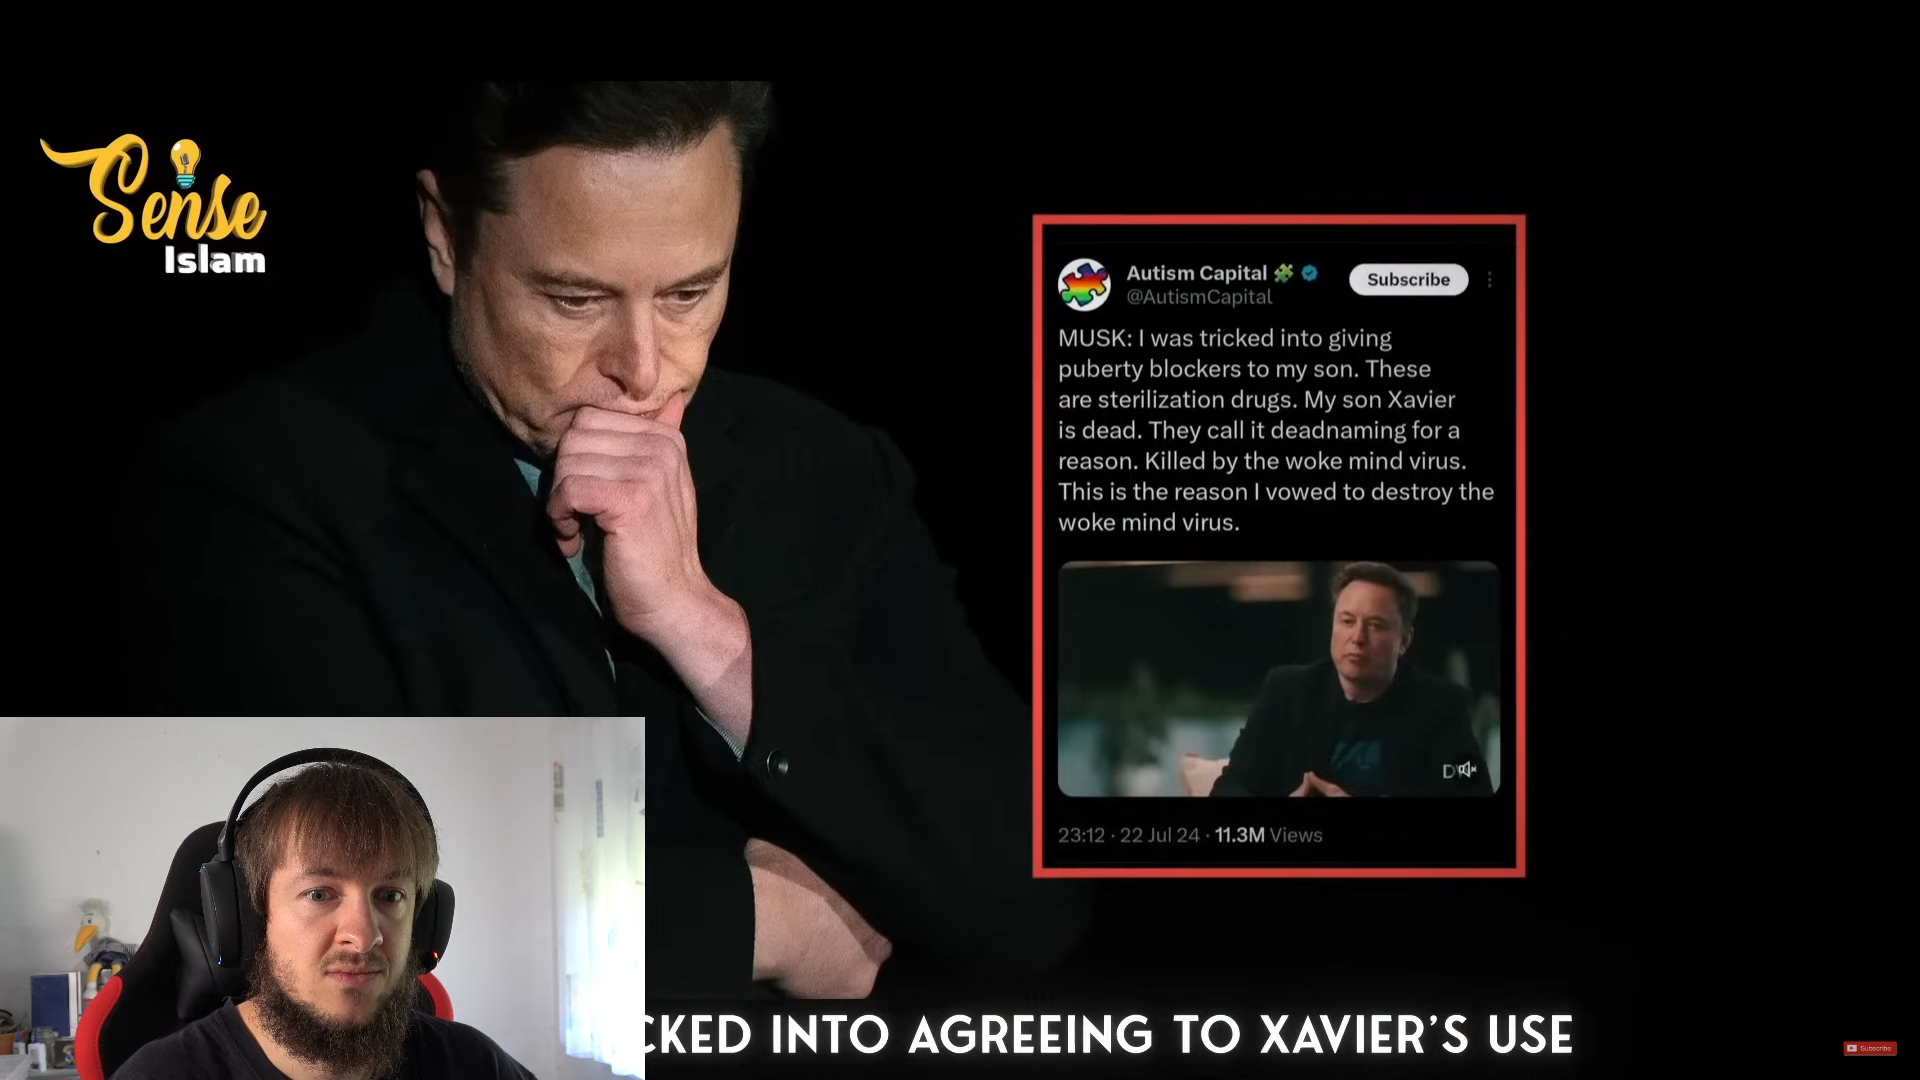 Sense
Islam
Autism Capital
Subscribe
@AutismCapital
MUSK: I was tricked into giving
puberty blockers to my son. These
are sterilization drugs. My son Xavier
is dead. They call it deadnaming for a
reason. Killed by the woke mind virus.
This is the reason I vowed to destroy the
woke mind virus.
23:12 · 22 Jul 24 · 11.3M Views
CKED INTO AGREEING TO XAVIER'S USE
Subscribe